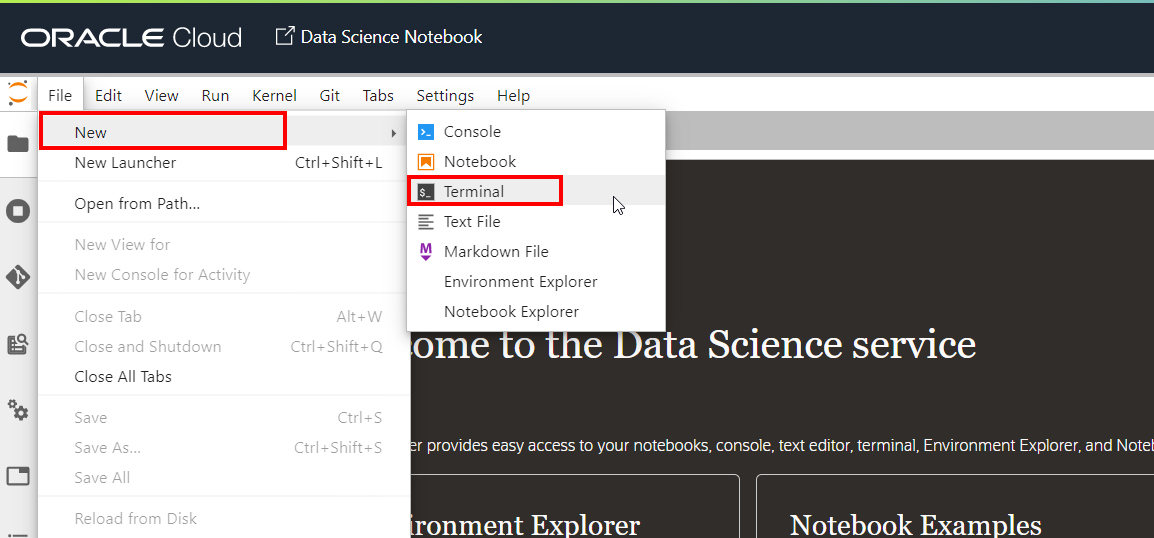 ORACLE Cloud Data Science Notebook
File Edit View Run Kernel Git Tabs Settings Help
New
New Launcher Ctrl+Shift+L
Open from Path...
New View for
New Console for Activity
Close Tab Alt+W
Close and Shutdown Ctrl+Shift+Q
Close All Tabs
Save Ctrl+S
Save As... Ctrl+Shift+S
Save All
Reload from Disk
Console
Notebook
$_ Terminal
Text File
M Markdown File
Environment Explorer
Notebook Explorer
come to the Data Science service
er provides easy access to your notebooks, console, text editor, terminal, Environment Explorer, and Noteb
ironment Explorer
Notebook Examples